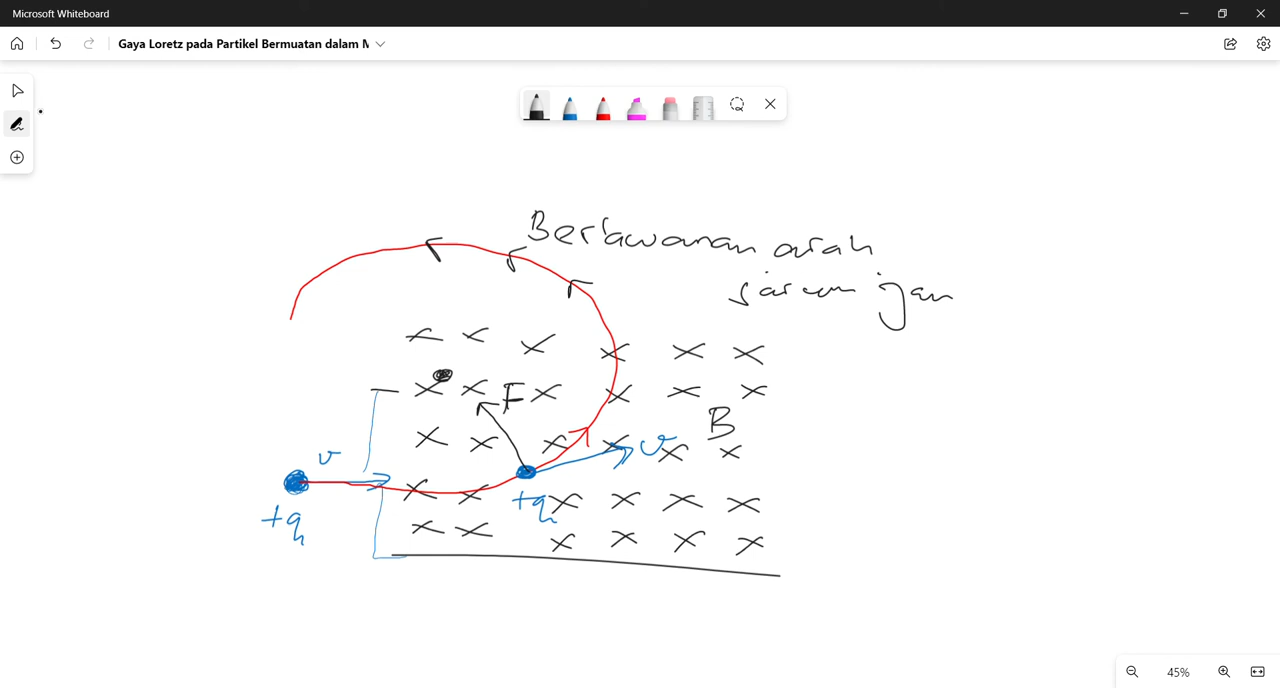 Microsoft Whiteboard
Gaya Loretz pada Partikel Bermuatan dalam M
Berlawanan arah
jarum jam
F
B
v
v
+q
+q
45%